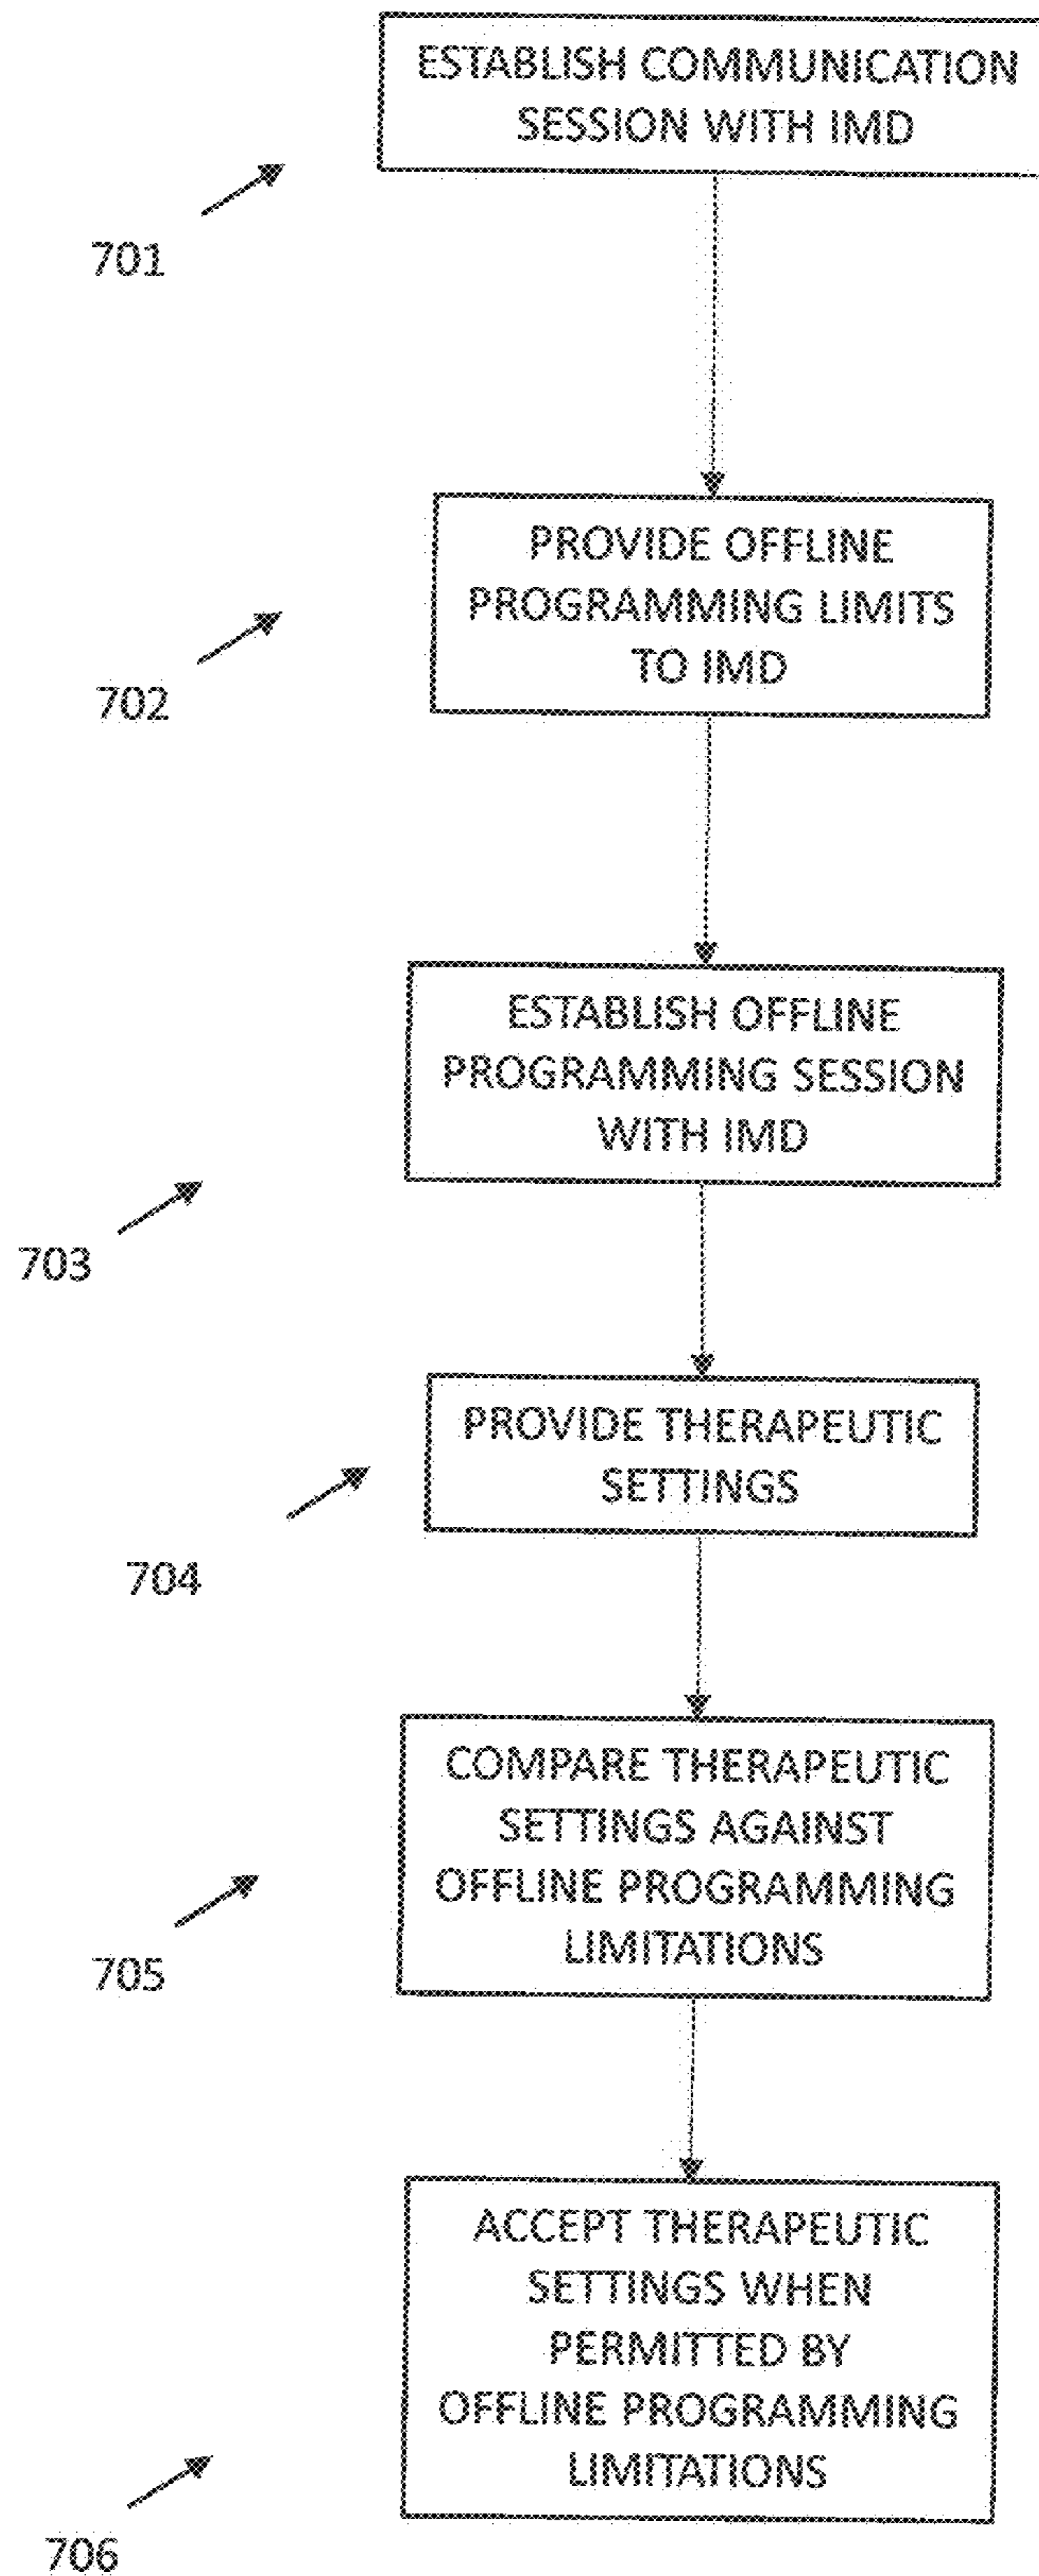 ESTABLISH COMMUNICATION
SESSION WITH IMD
701
PROVIDE OFFLINE
PROGRAMMING LIMITS
TO IMD
702
ESTABLISH OFFLINE
PROGRAMMING SESSION
WITH IMD
703
PROVIDE THERAPEUTIC
SETTINGS
704
COMPARE THERAPEUTIC
SETTINGS AGAINST
OFFLINE PROGRAMMING
LIMITATIONS
705
ACCEPT THERAPEUTIC
SETTINGS WHEN
PERMITTED BY
OFFLINE PROGRAMMING
LIMITATIONS
706